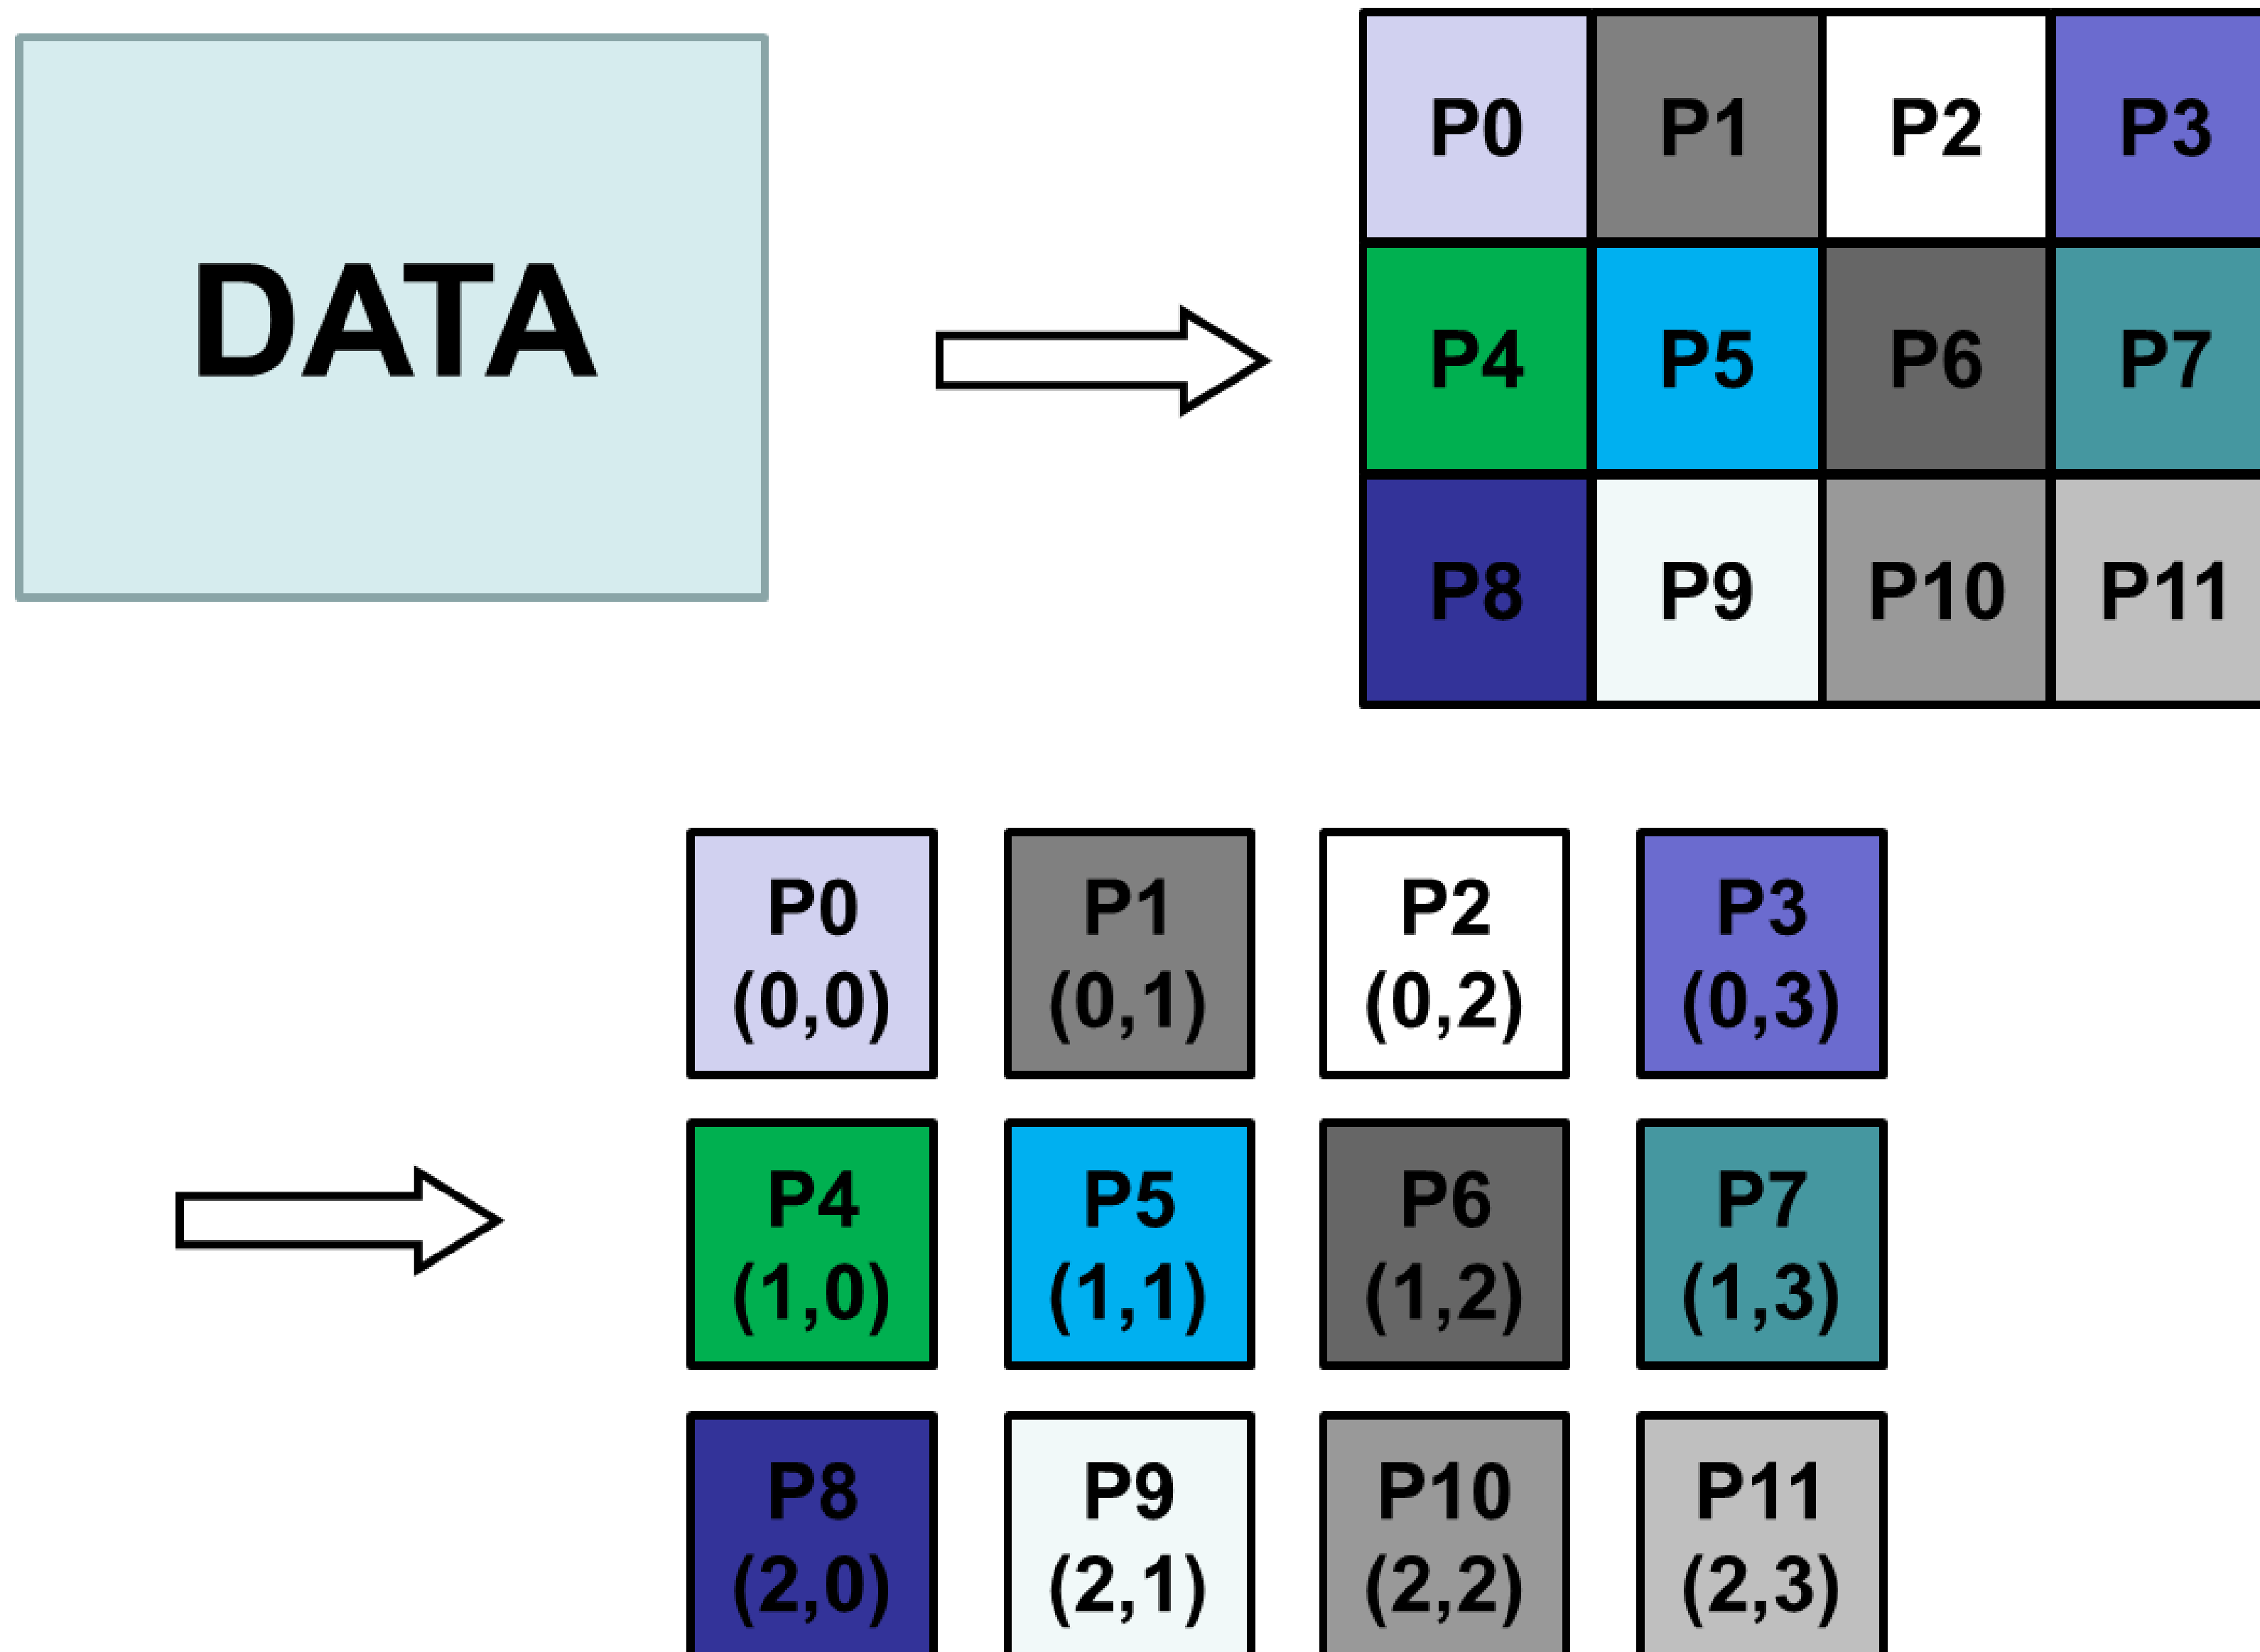 DATA
P0 P1 P2 P3
P4 P5 P6 P7
P8 P9 P10 P11
P0 P1 P2 P3
(0,0) (0,1) (0,2) (0,3)
P4 P5 P6 P7
(1,0) (1,1) (1,2) (1,3)
P8 P9 P10 P11
(2,0) (2,1) (2,2) (2,3)